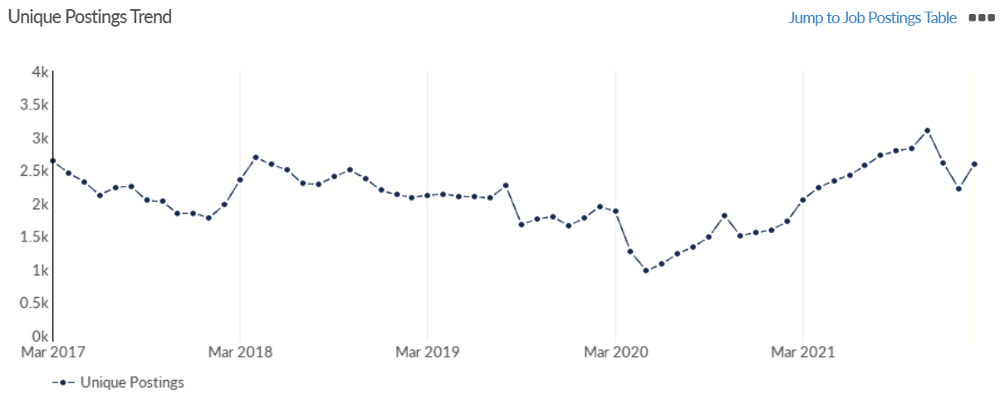 Unique Postings Trend
Jump to Job Postings Table
4k
3.5k
3k
2.5k
2k
1.5k
1k
0.5k
0k
Mar 2017 Mar 2018 Mar 2019 Mar 2020 Mar 2021
Unique Postings